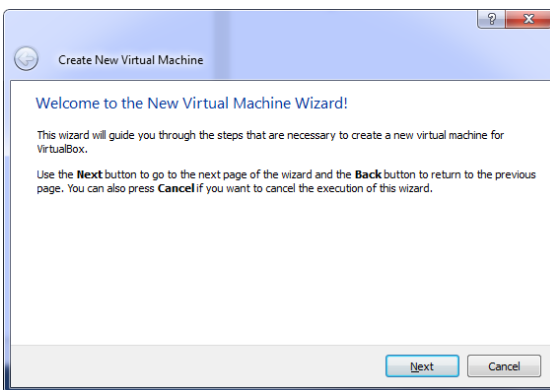 Create New Virtual Machine
Welcome to the New Virtual Machine Wizard!
This wizard will guide you through the steps that are necessary to create a new virtual machine for
VirtualBox.
Use the Next button to go to the next page of the wizard and the Back button to return to the previous
page. You can also press Cancel if you want to cancel the execution of this wizard.
Next
Cancel